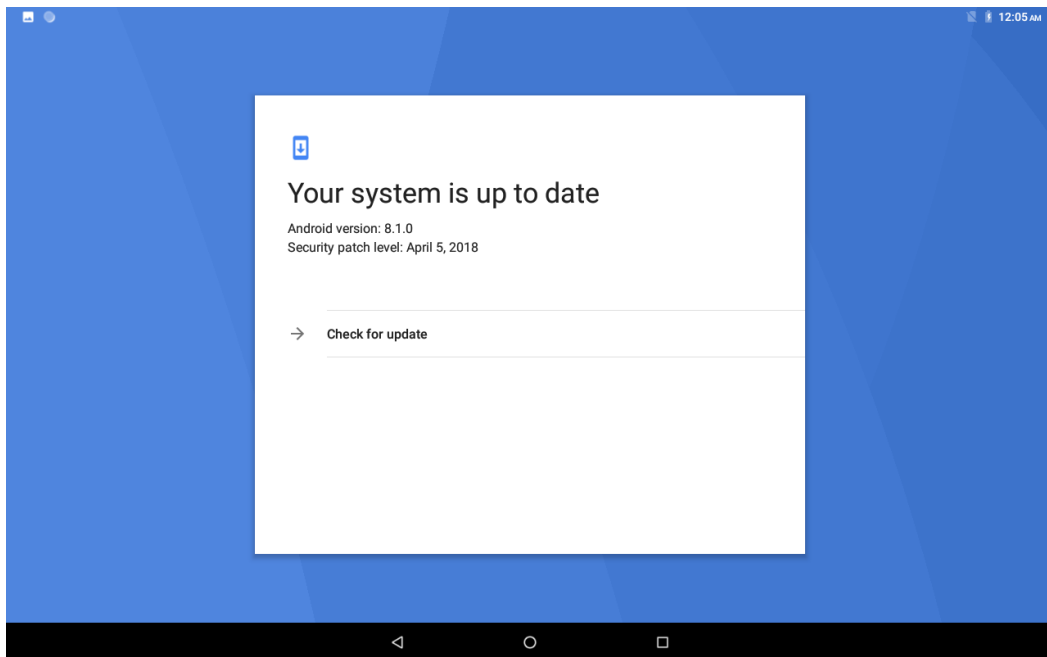 12:05 AM
Your system is up to date
Android version: 8.1.0
Security patch level: April 5, 2018
Check for update